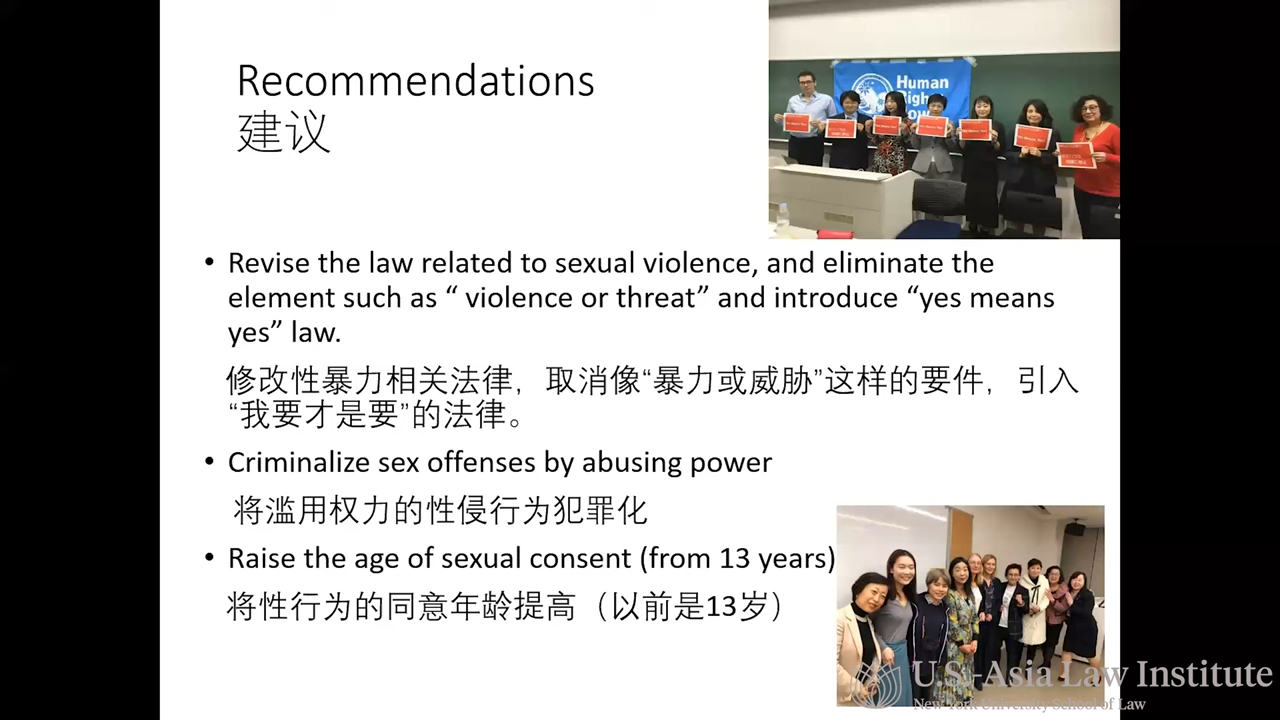 Recommendations
建议
Human
Now
• Revise the law related to sexual violence, and eliminate the
element such as “ violence or threat” and introduce “yes means
yes” law.
修改性暴力相关法律，取消像“暴力或威胁”这样的要件，引入
“我要才是要”的法律。
• Criminalize sex offenses by abusing power
将滥用权力的性侵行为犯罪化
• Raise the age of sexual consent (from 13 years)
将性行为的同意年龄提高（以前是13岁）
U.S.-Asia Law Institute
New York University School of Law